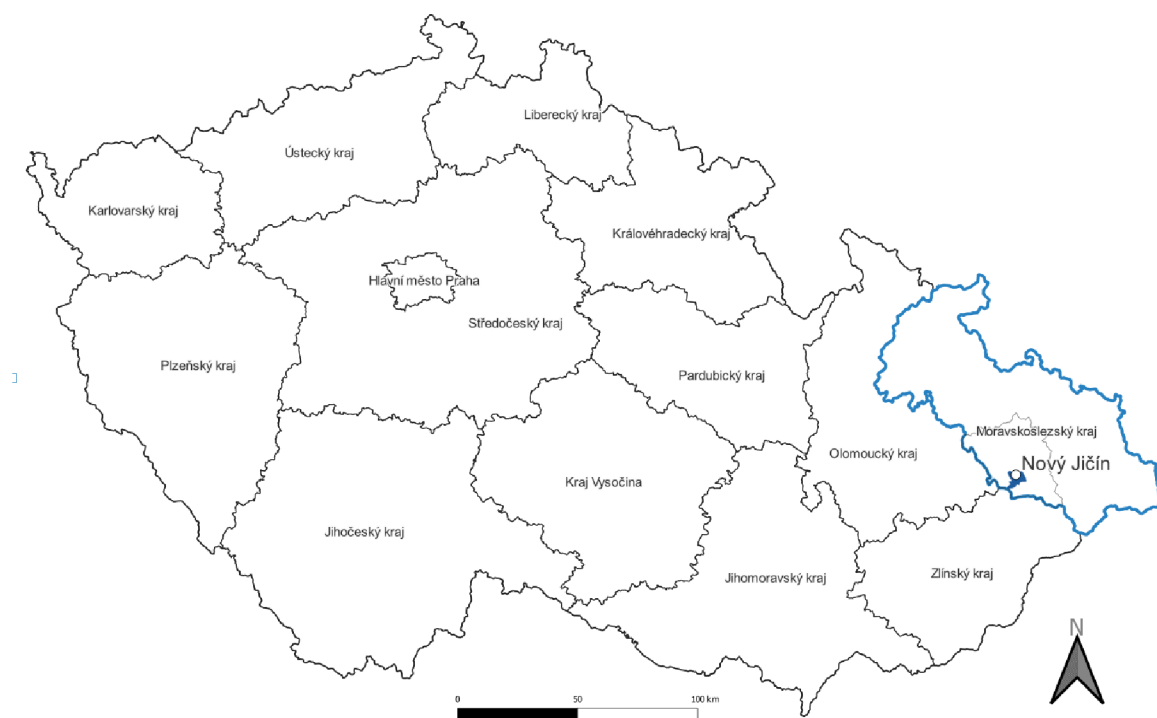 Liberecký kraj
Ústecký kraj
Karlovarský kraj
Královéhradecký kraj
Hlavní město Praha
Středočeský kraj
Plzeňský kraj
Pardubický kraj
Moravskoslezský kraj
Olomoucký kraj
Nový Jičín
Kraj Vysočina
Jihočeský kraj
Jihomoravský kraj
Zlínský kraj
N
0 50 100 km